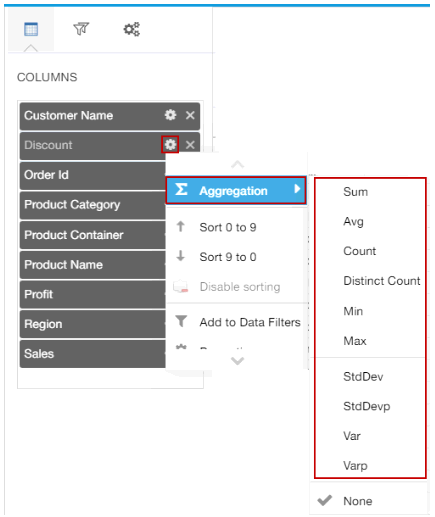 COLUMNS
Customer Name
Discount
Order Id
Product Category
Product Container
Product Name
Profit
Region
Sales
Aggregation
Sort 0 to 9
Sort 9 to 0
Disable sorting
Add to Data Filters
Sum
Avg
Count
Distinct Count
Min
Max
StdDev
StdDevp
Var
Varp
None